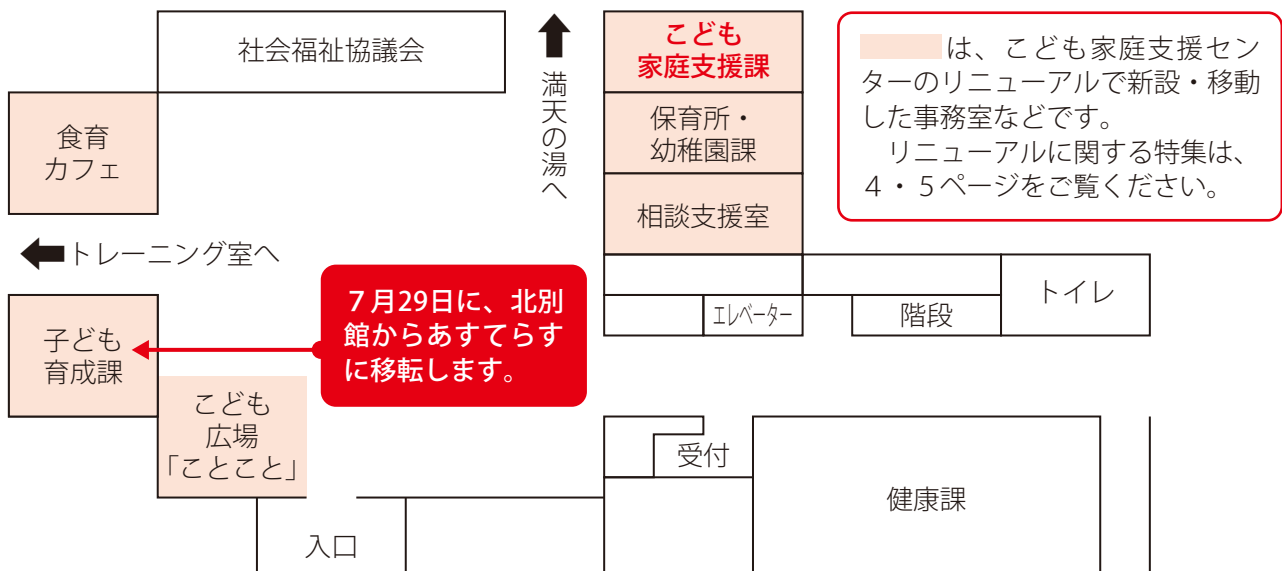 社会福祉協議会
食育
カフェ
満天の湯へ
こども
家庭支援課
保育所・
幼稚園課
相談支援室
は、こども家庭支援セン
ターのリニューアルで新設・移動
した事務室などです。
　リニューアルに関する特集は、
４・５ページをご覧ください。
トレーニング室へ
７月29日に、北別
館からあすてらす
に移転します。
エレベーター
階段
トイレ
子ども
育成課
こども
広場
「ことこと」
受付
健康課
入口